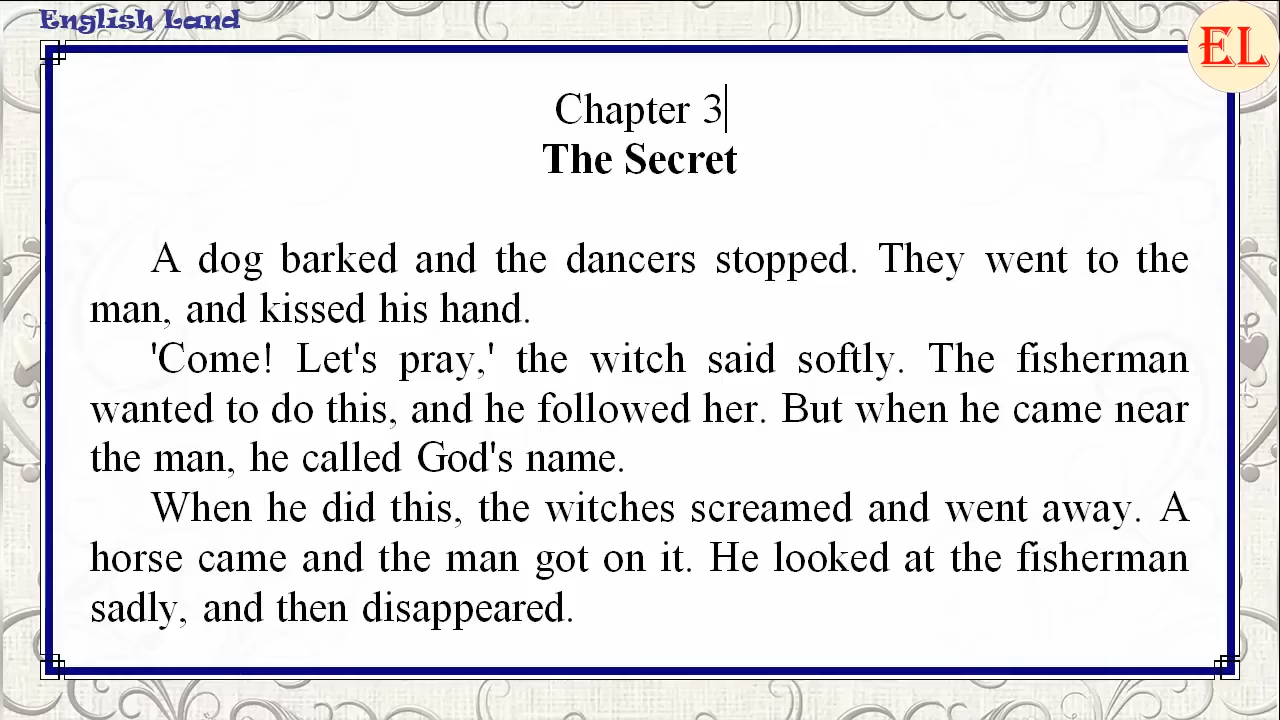 English Land
EL
Chapter 3
The Secret
A dog barked and the dancers stopped. They went to the
man, and kissed his hand.
'Come! Let's pray,' the witch said softly. The fisherman
wanted to do this, and he followed her. But when he came near
the man, he called God's name.
When he did this, the witches screamed and went away. A
horse came and the man got on it. He looked at the fisherman
sadly, and then disappeared.